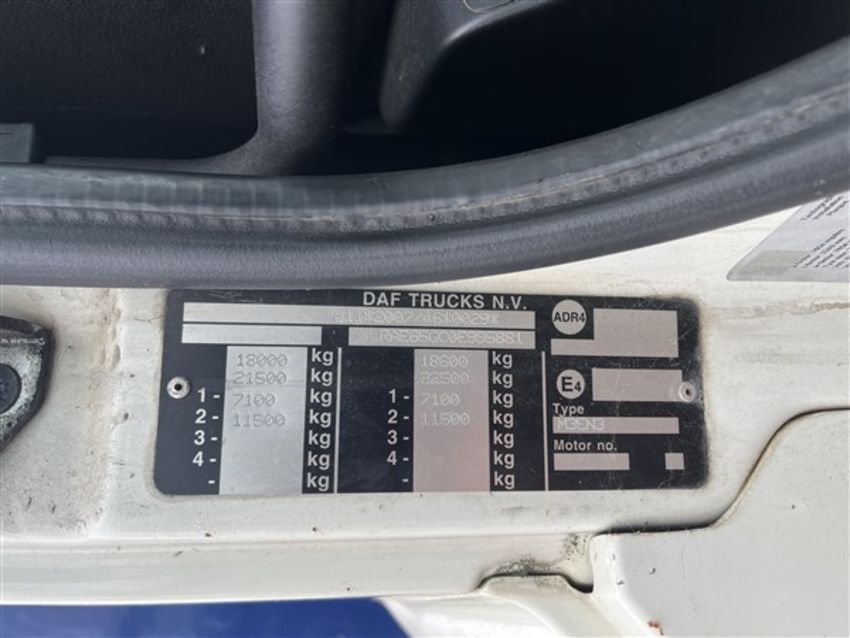 DAF TRUCKS N.V.
ADR4
18000 kg 18600 kg
21500 kg 22500 kg
E4
1- 7100 kg 1- 7100 kg
Type
2- 11500 kg 2- 11500 kg
M3EN3
3- kg 3- kg
Motor no.
4- kg 4- kg
- kg - kg